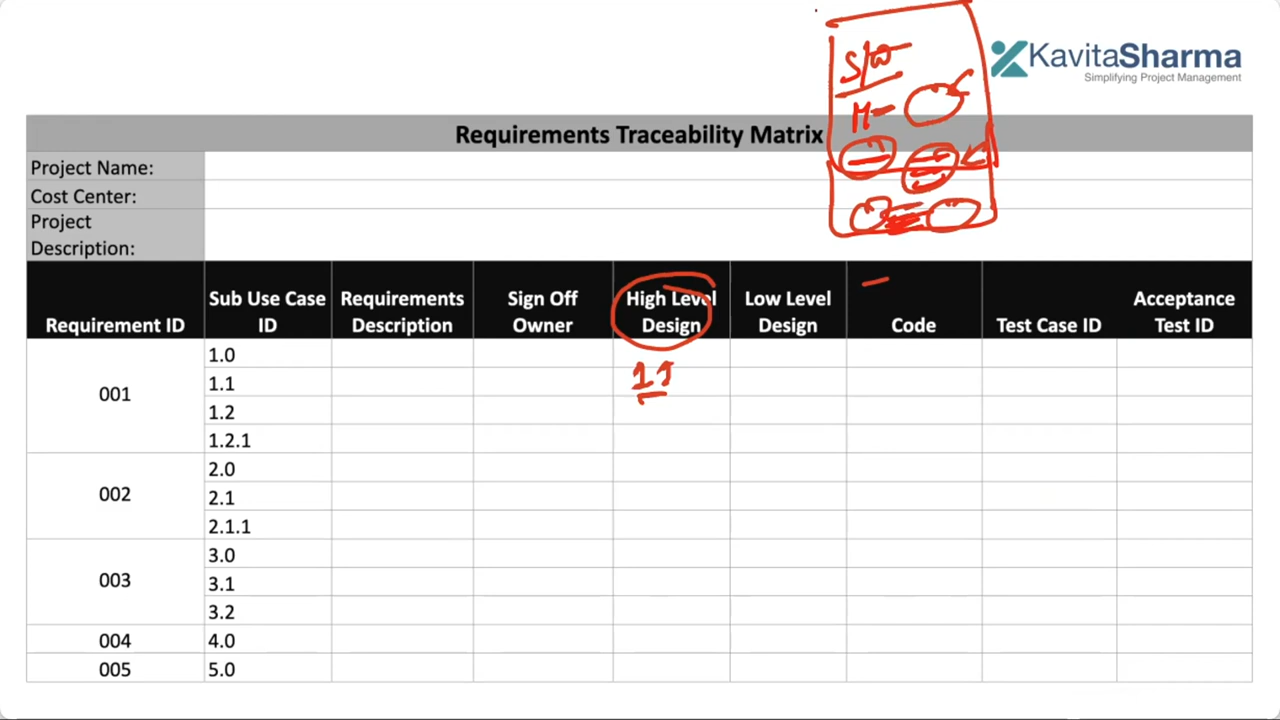 S/W
M-
KavitaSharma
Simplifying Project Management
Requirements Traceability Matrix
Project Name:
Cost Center:
Project
Description:
Requirement ID
Sub Use Case
ID
Requirements
Description
Sign Off
Owner
High Level
Design
Low Level
Design
Code
Test Case ID
Acceptance
Test ID
001
1.0
1.1
1.2
1.2.1
002
2.0
2.1
2.1.1
003
3.0
3.1
3.2
004
4.0
005
5.0